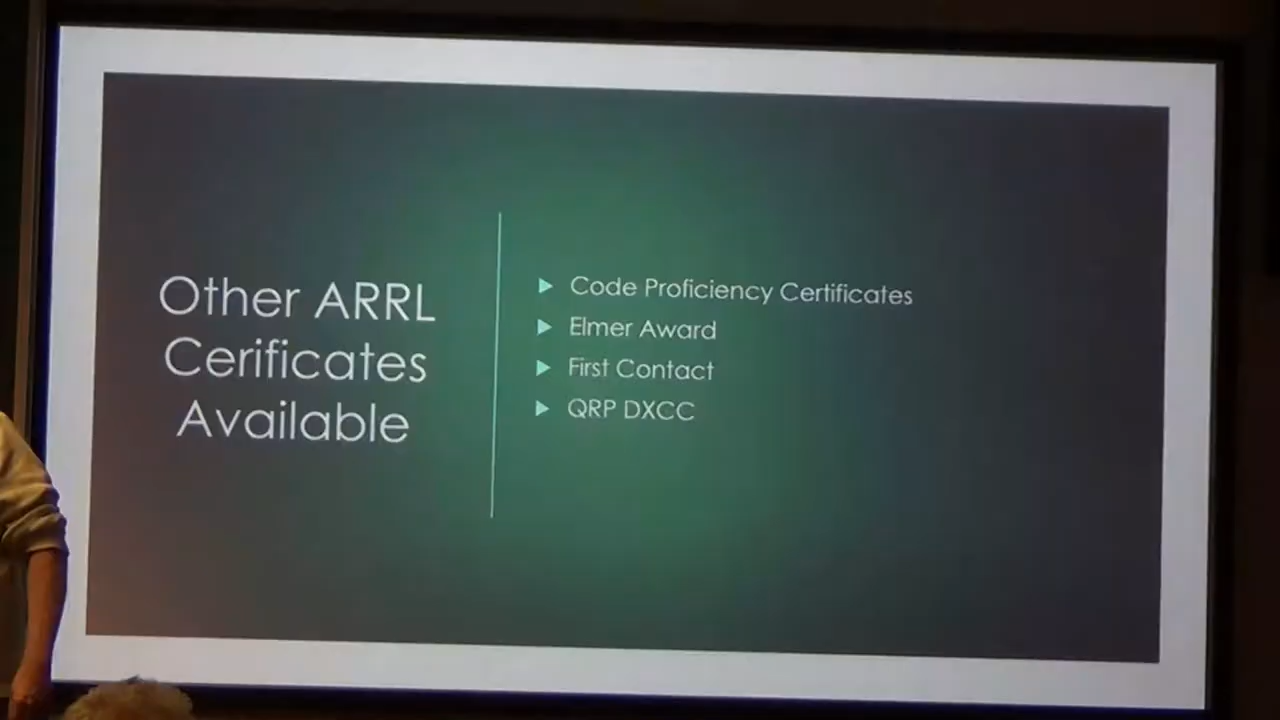 Other ARRL
Cerificates
Available
Code Proficiency Certificates
Elmer Award
First Contact
QRP DXCC